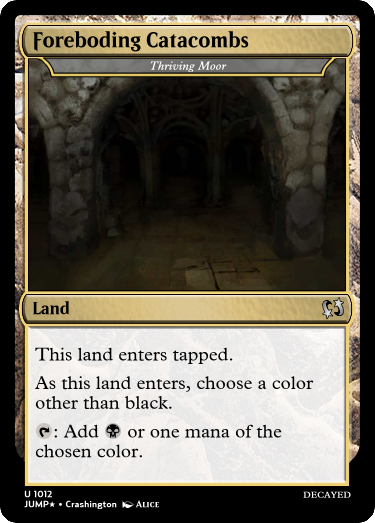 Foreboding Catacombs
Thriving Moor
Land
This land enters tapped.
As this land enters, choose a color
other than black.
: Add or one mana of the
chosen color.
U 1012
JUMP★ • Crashington ALICE
DECAYED